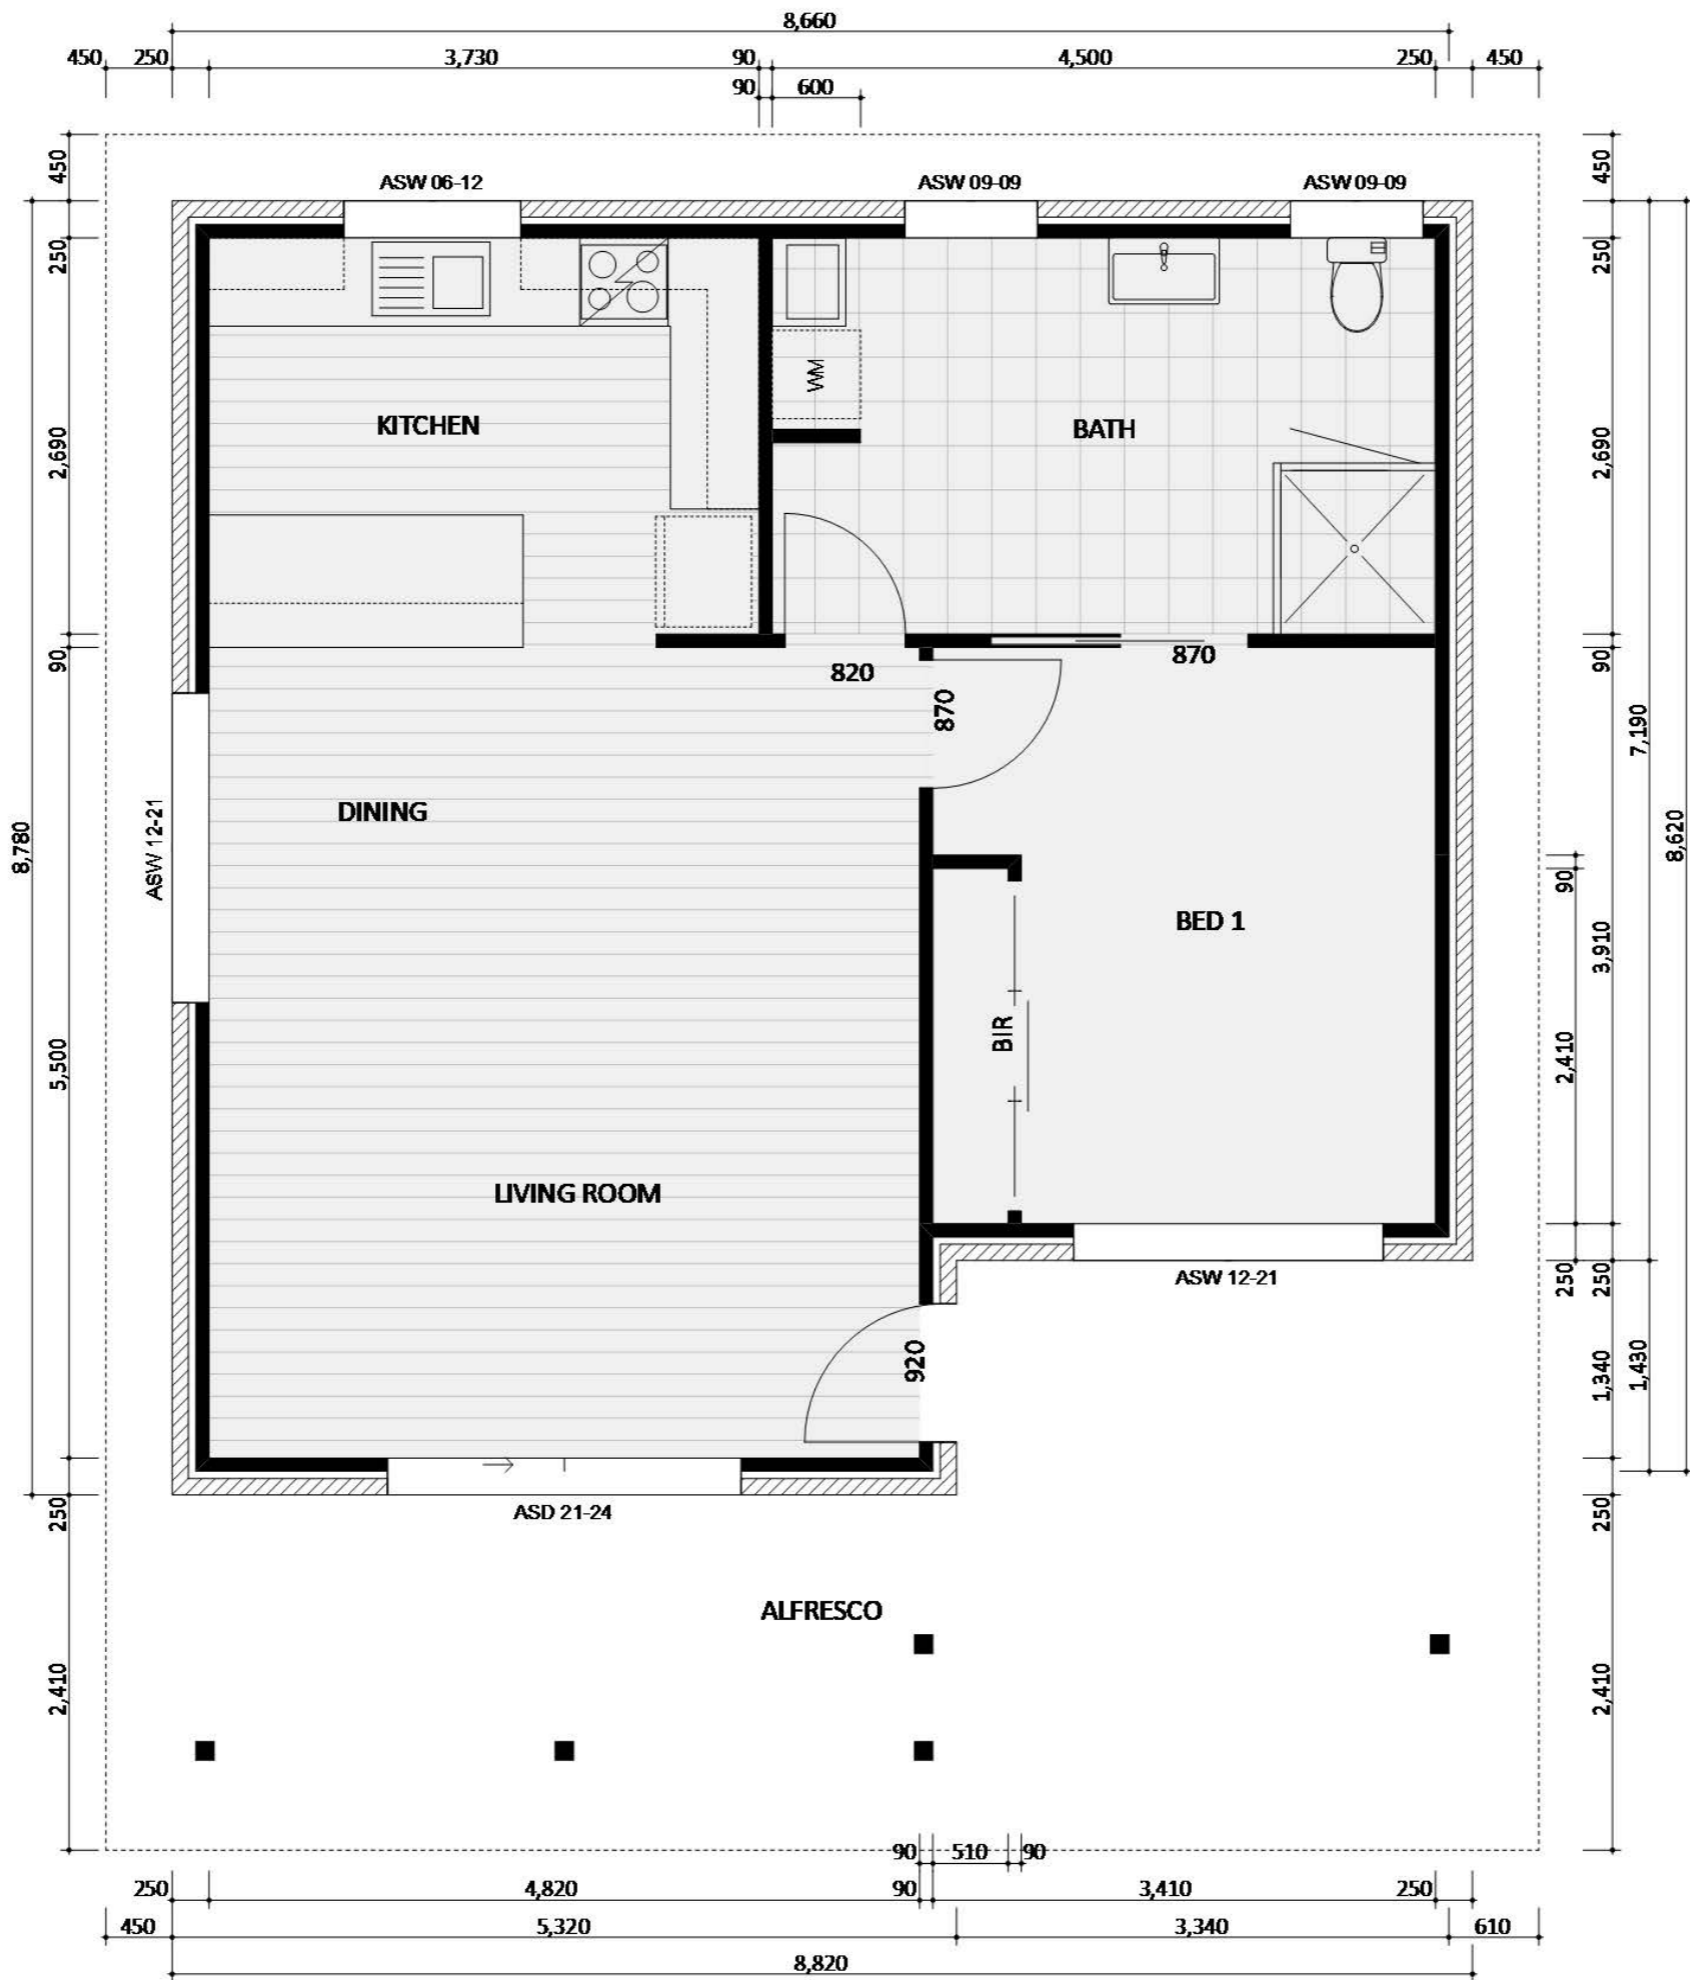 8,660
450 250 3,730 90 4,500 250 450
90 600
450
450
ASW 06-12 ASW 09-09 ASW 09-09
250
250
WM
KITCHEN
BATH
2,690
2,690
90
820
870
90
870
7,190
DINING
ASW 12-21
8,780
8,620
90
BED 1
3,910
BIR
5,500
2,410
LIVING ROOM
ASW 12-21
250
250
920
1,340
1,430
250
ASD 21-24
250
ALFRESCO
2,410
2,410
90 510 90
250 4,820 90 3,410 250
450 5,320 3,340 610
8,820